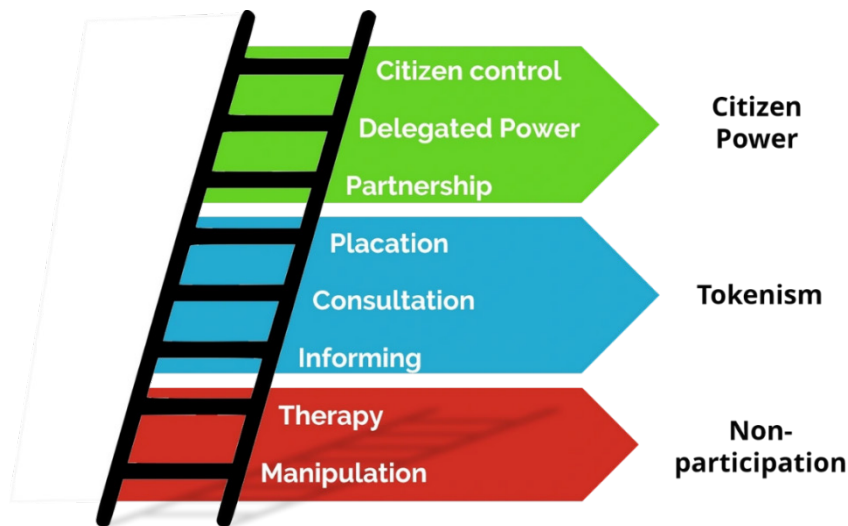 Citizen control
Delegated Power
Partnership
Citizen
Power
Placation
Consultation
Informing
Tokenism
Therapy
Manipulation
Non-
participation